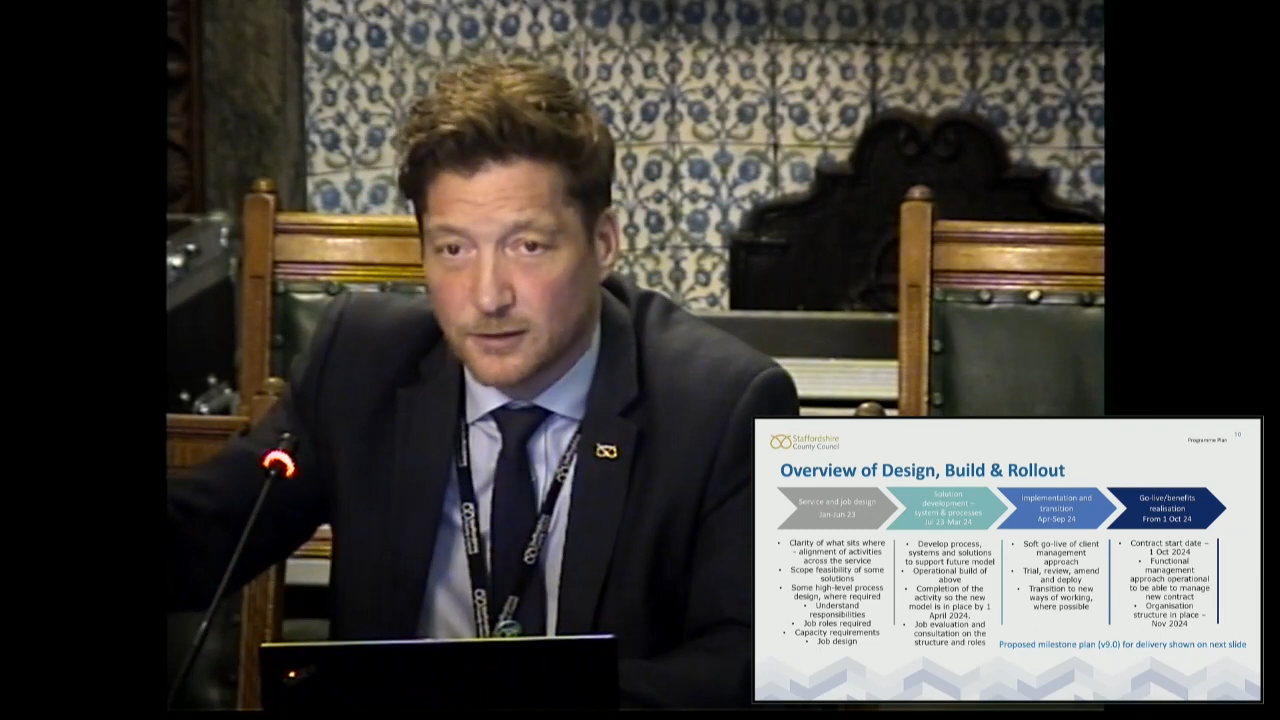 Staffordshire
County Council
Programme Plan
10
Overview of Design, Build & Rollout
Service and job design
Jan-Jun 23
Solution
development –
system & processes
Jul 23-Mar 24
Implementation and
transition
Apr-Sep 24
Go-live/benefits
realisation
From 1 Oct 24
• Clarity of what sits where
- alignment of activities
across the service
• Scope feasibility of some
solutions
• Some high-level process
design, where required
• Understand
responsibilities
• Job roles required
• Capacity requirements
• Job design
• Develop process,
systems and solutions
to support future model
• Operational build of
above
• Completion of the
activity so the new
model is in place by 1
April 2024.
• Job evaluation and
consultation on the
structure and roles
• Soft go-live of client
management
approach
• Trial, review, amend
and deploy
• Transition to new
ways of working,
where possible
• Contract start date –
1 Oct 2024
• Functional
management
approach operational
to be able to manage
new contract
• Organisation
structure in place –
Nov 2024
Proposed milestone plan (v9.0) for delivery shown on next slide